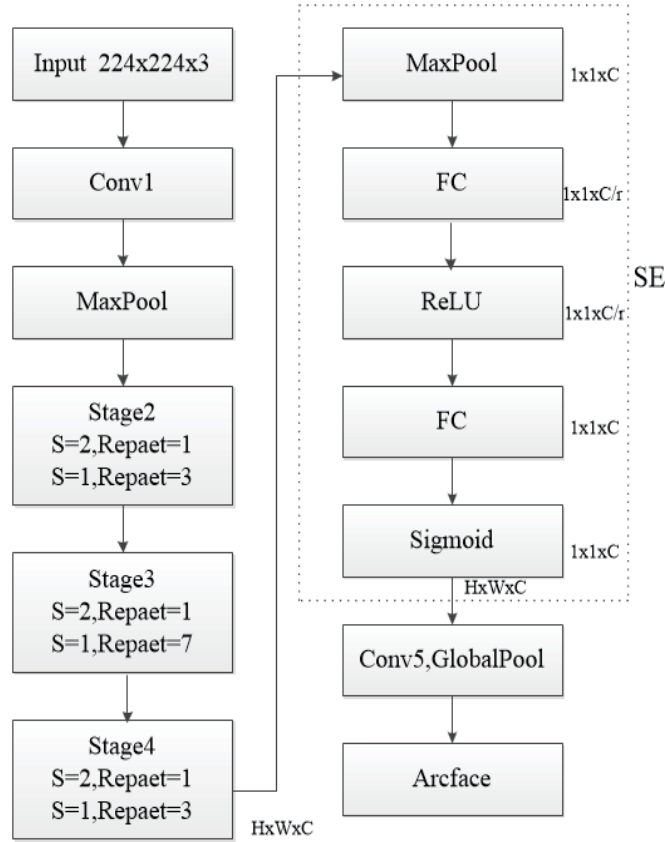 Input 224x224x3
Conv1
MaxPool
Stage2
S=2,Repaet=1
S=1,Repaet=3
Stage3
S=2,Repaet=1
S=1,Repaet=7
Stage4
S=2,Repaet=1
S=1,Repaet=3
HxWxC
MaxPool
1x1xC
FC
1x1xC/r
ReLU
1x1xC/r
FC
1x1xC
Sigmoid
1x1xC
HxWxC
SE
Conv5,GlobalPool
Arcface